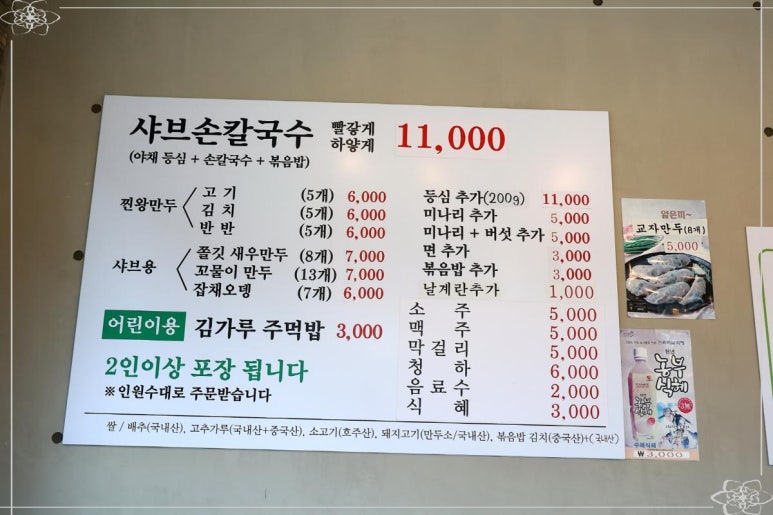 샤브손칼국수 빨갛게 하얗게 11,000
(야채 등심 + 손칼국수 + 볶음밥)
찐왕만두
고기 (5개) 6,000
김치 (5개) 6,000
반반 (5개) 6,000
샤브용
쫄깃 새우만두 (8개) 7,000
꼬물이 만두 (13개) 7,000
잡채오뎅 (7개) 6,000
어린이용 김가루 주먹밥 3,000
2인이상 포장 됩니다
※인원수대로 주문받습니다
등심 추가(200g) 11,000
미나리 추가 5,000
미나리 + 버섯 추가 5,000
면 추가 3,000
볶음밥 추가 3,000
날계란추가 1,000
소주 5,000
맥주 5,000
막걸리 5,000
청하 6,000
음료수 2,000
식혜 3,000
쌀 / 배추(국내산), 고추가루(국내산+중국산), 소고기(호주산), 돼지고기(만두소/국내산), 볶음밥 김치(중국산)+(국내산)
얇은피~
교자만두(8개)
5,000
농부
식혜
수제식혜
₩3,000